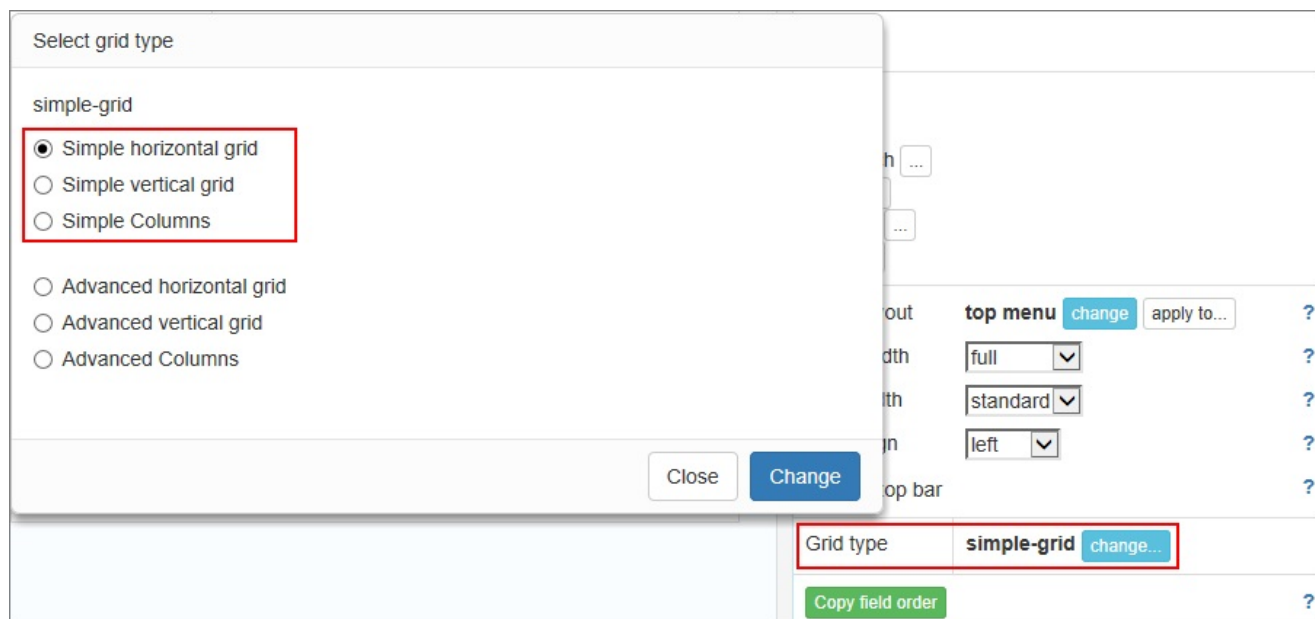 Select grid type
simple-grid
Simple horizontal grid
Simple vertical grid
Simple Columns
Advanced horizontal grid
Advanced vertical grid
Advanced Columns
Close Change
h ...
...
out top menu change apply to... ?
dth full ?
lth standard ?
gn left ?
top bar ?
Grid type simple-grid change...
Copy field order ?